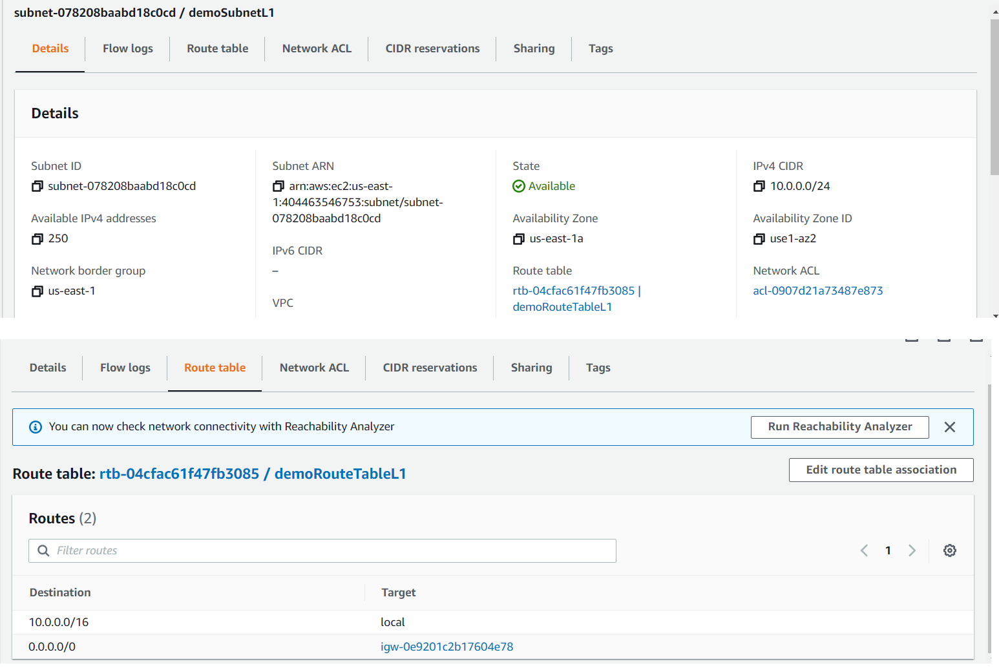 subnet-078208baabd18c0cd / demoSubnetL1
Details
Flow logs
Route table
Network ACL
CIDR reservations
Sharing
Tags
Details
Subnet ID
subnet-078208baabd18c0cd
Available IPv4 addresses
250
Network border group
us-east-1
Subnet ARN
arn:aws:ec2:us-east-
1:404463546753:subnet/subnet-
078208baabd18c0cd
IPv6 CIDR
–
VPC
State
Available
Availability Zone
us-east-1a
Route table
rtb-04cfac61f47fb3085 |
demoRouteTableL1
IPv4 CIDR
10.0.0.0/24
Availability Zone ID
use1-az2
Network ACL
acl-0907d21a73487e873
Details
Flow logs
Route table
Network ACL
CIDR reservations
Sharing
Tags
You can now check network connectivity with Reachability Analyzer
Run Reachability Analyzer
Route table: rtb-04cfac61f47fb3085 / demoRouteTableL1
Edit route table association
Routes (2)
Filter routes
1
Destination
Target
10.0.0.0/16
local
0.0.0.0/0
igw-0e9201c2b17604e78